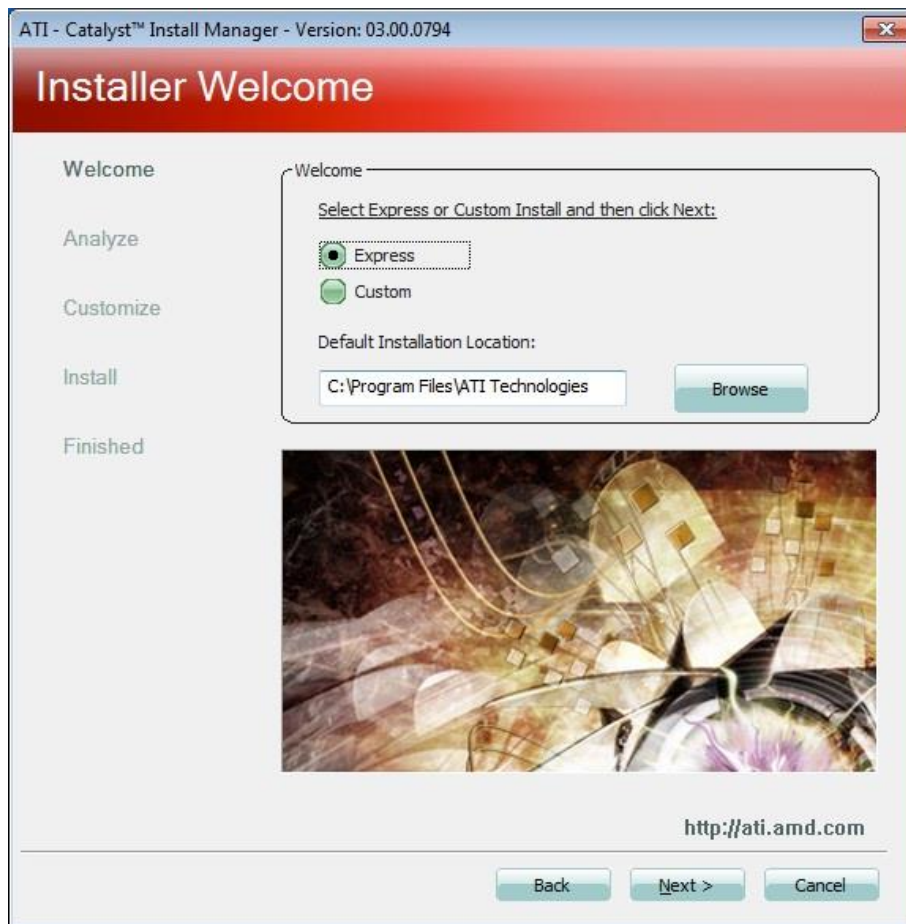 ATI - Catalyst™ Install Manager - Version: 03.00.0794
Installer Welcome
Welcome
Analyze
Customize
Install
Finished
Welcome
Select Express or Custom Install and then click Next:
Express
Custom
Default Installation Location:
C:\Program Files\ATI Technologies
Browse
http://ati.amd.com
Back
Next >
Cancel